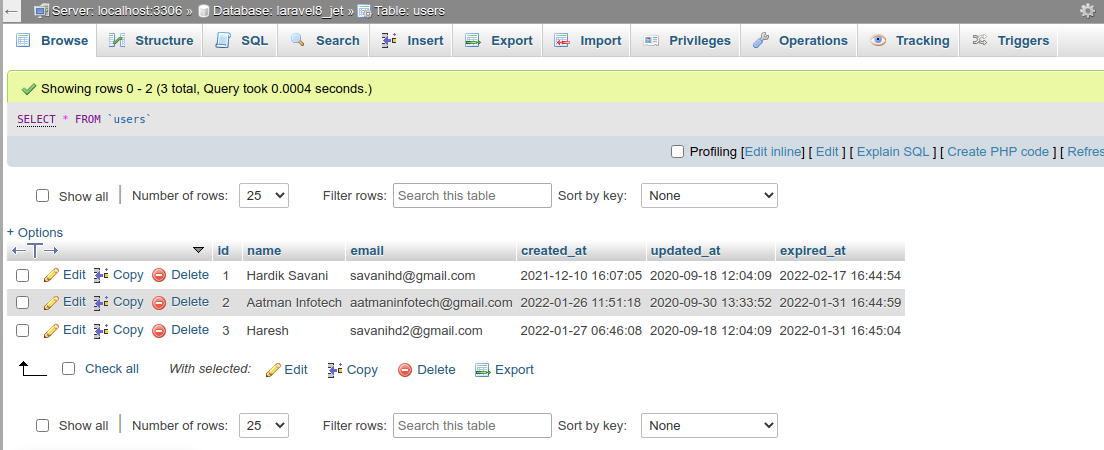 Server: localhost:3306 » Database: laravel8_jet » Table: users
Browse Structure SQL Search Insert Export Import Privileges Operations Tracking Triggers
Showing rows 0 - 2 (3 total, Query took 0.0004 seconds.)
SELECT * FROM `users`
Profiling [Edit inline] [ Edit ] [ Explain SQL ] [ Create PHP code ] [ Refres
Show all Number of rows: 25 Filter rows: Search this table Sort by key: None
+ Options
←T→ id name email created_at updated_at expired_at
Edit Copy Delete 1 Hardik Savani savanihd@gmail.com 2021-12-10 16:07:05 2020-09-18 12:04:09 2022-02-17 16:44:54
Edit Copy Delete 2 Aatman Infotech aatmaninfotech@gmail.com 2022-01-26 11:51:18 2020-09-30 13:33:52 2022-01-31 16:44:59
Edit Copy Delete 3 Haresh savanihd2@gmail.com 2022-01-27 06:46:08 2020-09-18 12:04:09 2022-01-31 16:45:04
Check all With selected: Edit Copy Delete Export
Show all Number of rows: 25 Filter rows: Search this table Sort by key: None